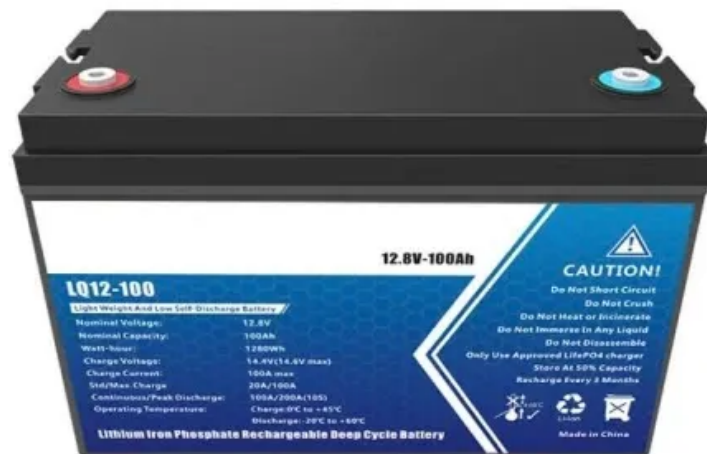 12.8V-100Ah
LQ12-100
Light Weight And Low Self-Discharge Battery
Nominal Voltage: 12.8V
Nominal Capacity: 100Ah
Watt-hour: 1280Wh
Charge Voltage: 14.4V(14.6V max)
Charge Current: 100A max
Std/Max.Charge 20A/100A
Continuous/Peak Discharge: 100A/200A(10S)
Operating Temperature: Charge:0℃ to +45℃
Discharge:-20℃ to +60℃
Lithium Iron Phosphate Rechargeable Deep Cycle Battery
CAUTION!
Do Not Short Circuit
Do Not Crush
Do Not Heat or Incinerate
Do Not Immerse In Any Liquid
Do Not Disassemble
Only Use Approved LifePO4 charger
Store At 50% Capacity
Recharge Every 3 Months
Li-ion
Made in China